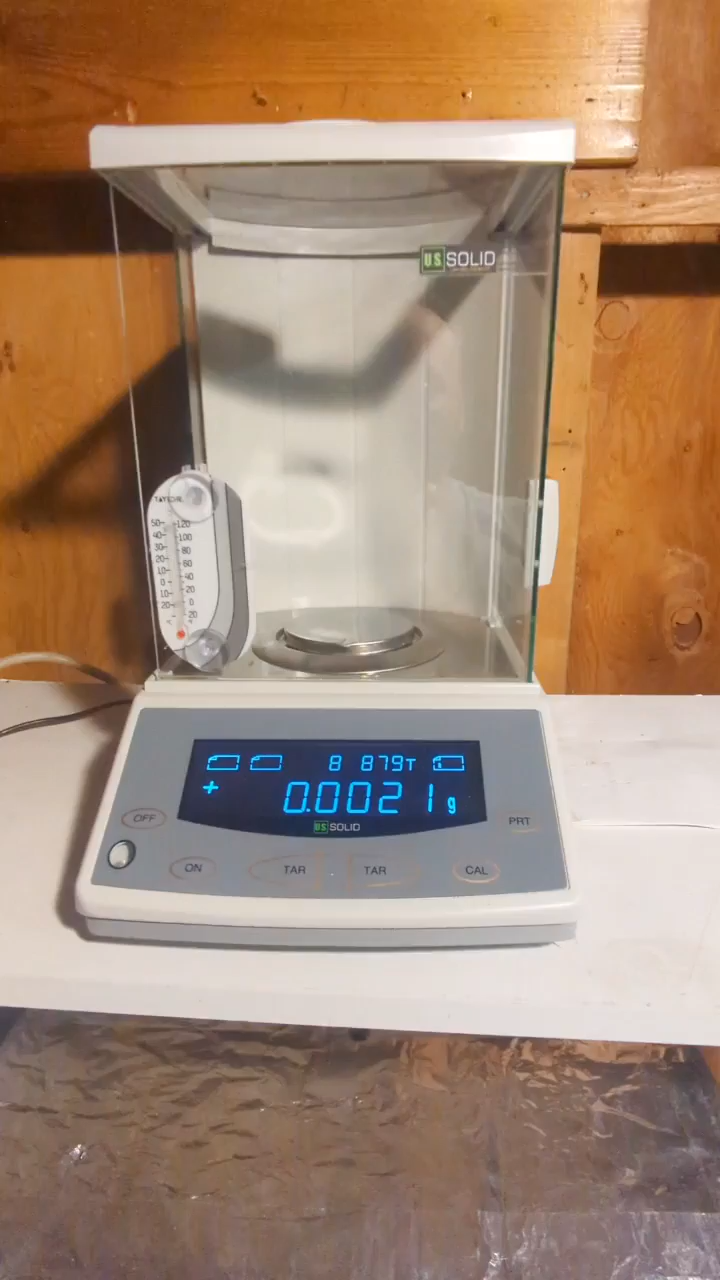 U.S SOLID
TAYLOR
50 120
40 100
30 80
20 60
10 40
0 20
10 0
20 20
8 879T
+ 0.0021 g
US SOLID
OFF
PRT
ON
TAR
TAR
CAL